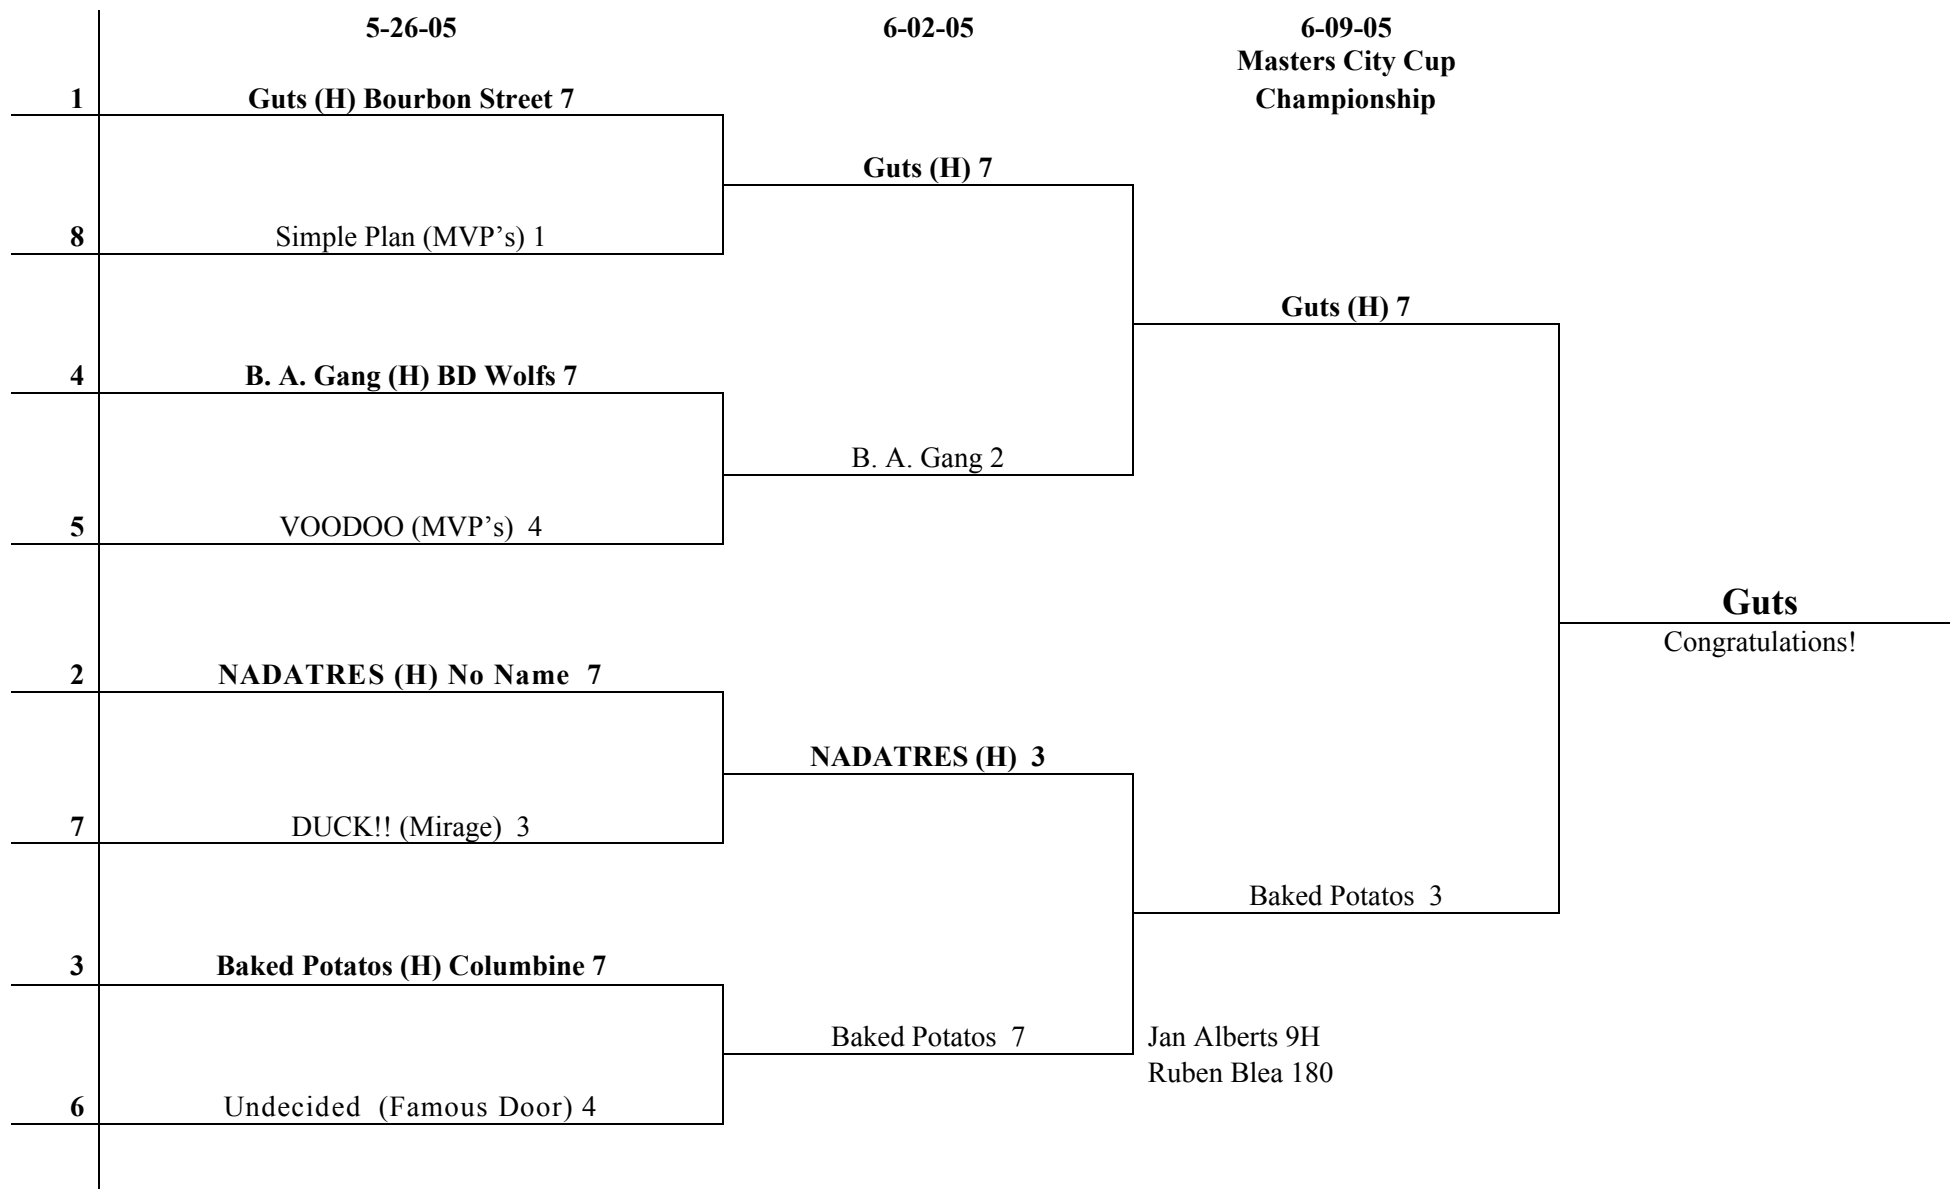 5-26-05
6-02-05
6-09-05
Masters City Cup
Championship
1
Guts (H) Bourbon Street 7
Guts (H) 7
8
Simple Plan (MVP’s) 1
Guts (H) 7
4
B. A. Gang (H) BD Wolfs 7
B. A. Gang 2
5
VOODOO (MVP’s)  4
Guts
Congratulations!
2
NADATRES (H) No Name  7
NADATRES (H)  3
7
DUCK!! (Mirage)  3
Baked Potatos  3
3
Baked Potatos (H) Columbine 7
Baked Potatos  7
Jan Alberts 9H
Ruben Blea 180
6
Undecided  (Famous Door) 4